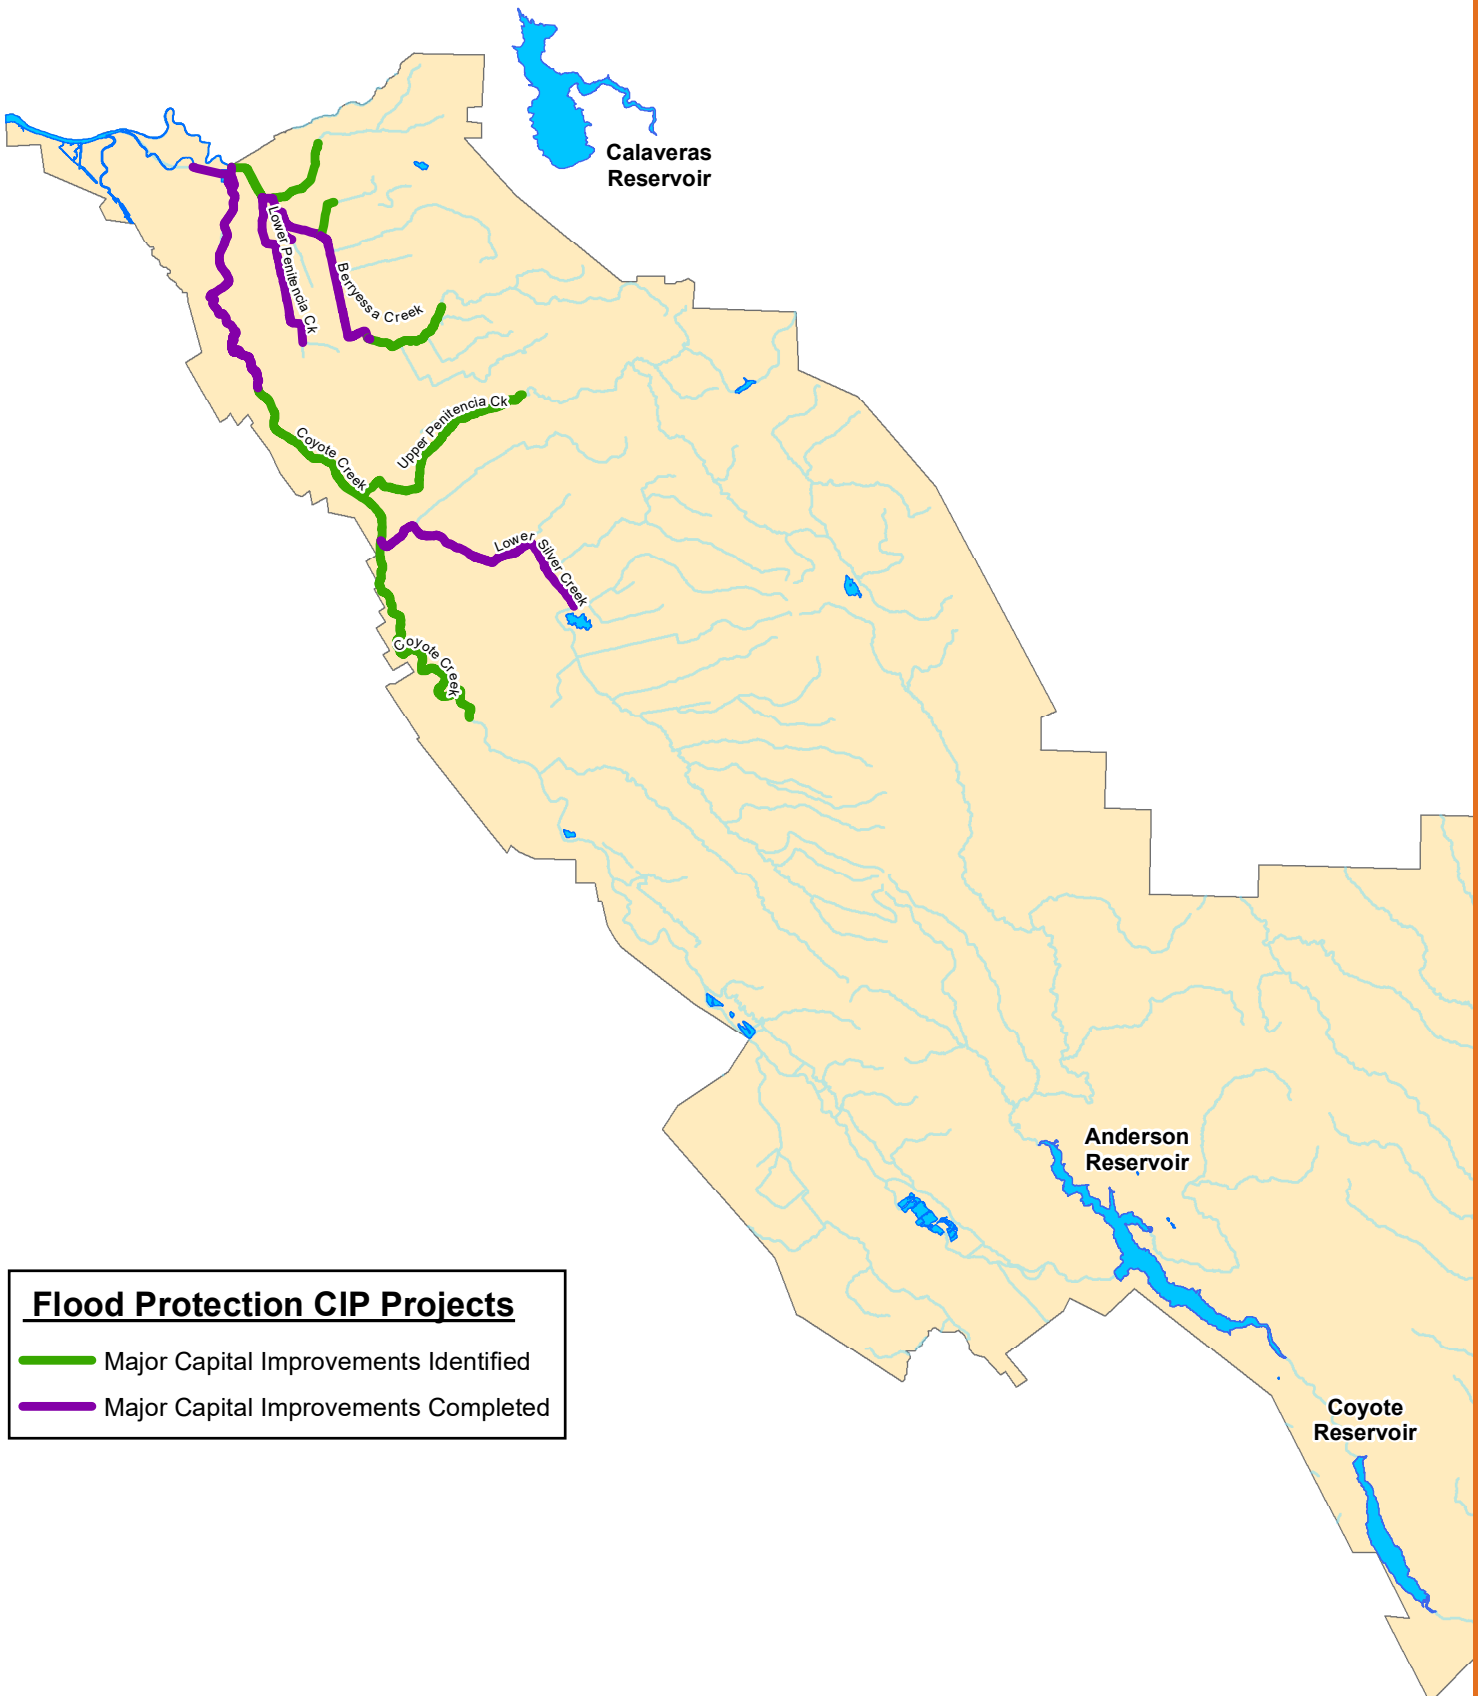 Calaveras
Reservoir
Lower Penitencia Ck
Berryessa Creek
Upper Penitencia Ck
Coyote Creek
Lower Silver Creek
Coyote Creek
Anderson
Reservoir
Flood Protection CIP Projects
Major Capital Improvements Identified
Major Capital Improvements Completed
Coyote
Reservoir